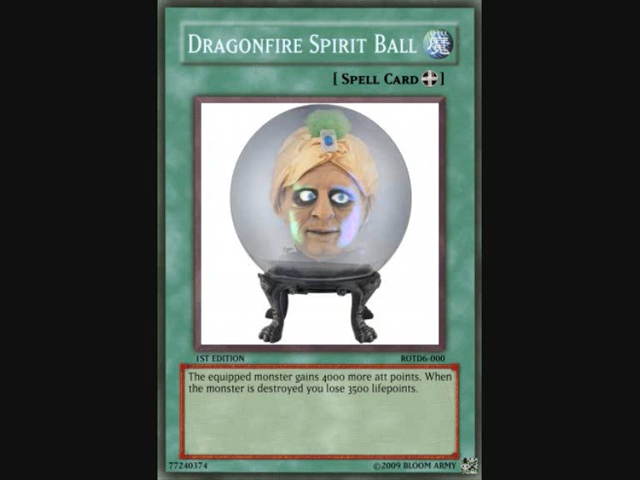 DRAGONFIRE SPIRIT BALL 魔
[ SPELL CARD ]
1ST EDITION ROTD6-000
The equipped monster gains 4000 more att points. When
the monster is destroyed you lose 3500 lifepoints.
77240374 ©2009 BLOOM ARMY